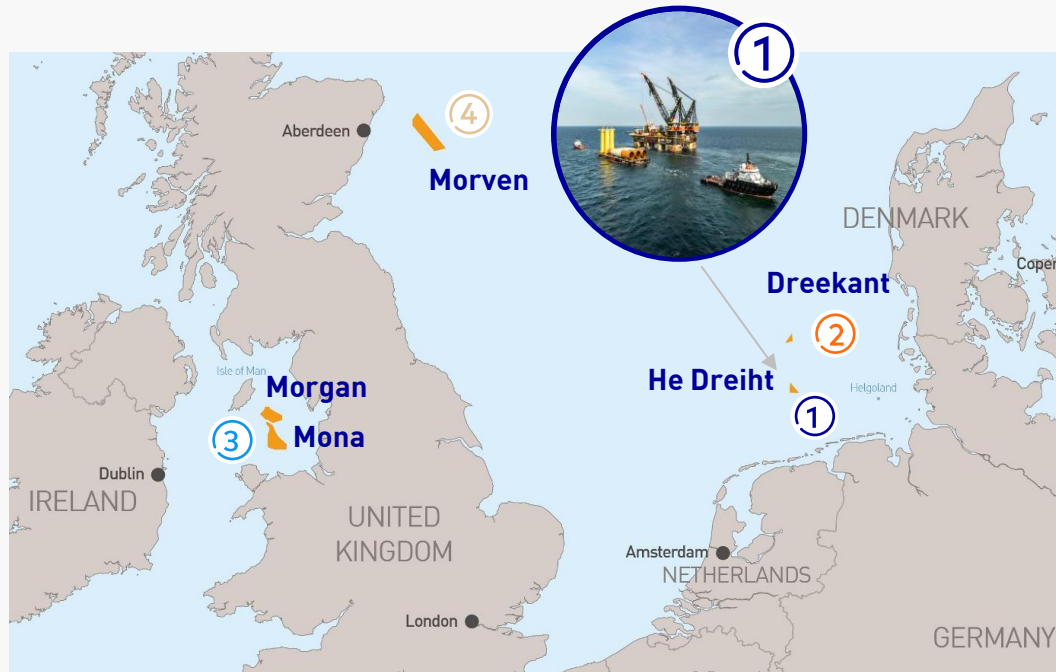 1
Aberdeen
4
Morven
DENMARK
Copen
Dreekant
2
Isle of Man
Morgan
He Dreiht
Helgoland
1
3
Mona
Dublin
IRELAND
UNITED
KINGDOM
Amsterdam
NETHERLANDS
London
GERMANY